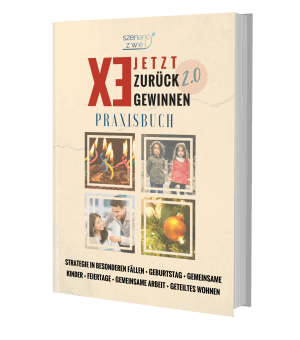 szenario
zwei
XE JETZT
ZURÜCK 2.0
GEWINNEN
PRAXISBUCH
STRATEGIE IN BESONDEREN FÄLLEN • GEBURTSTAG • GEMEINSAME
KINDER • FEIERTAGE • GEMEINSAME ARBEIT • GETEILTES WOHNEN